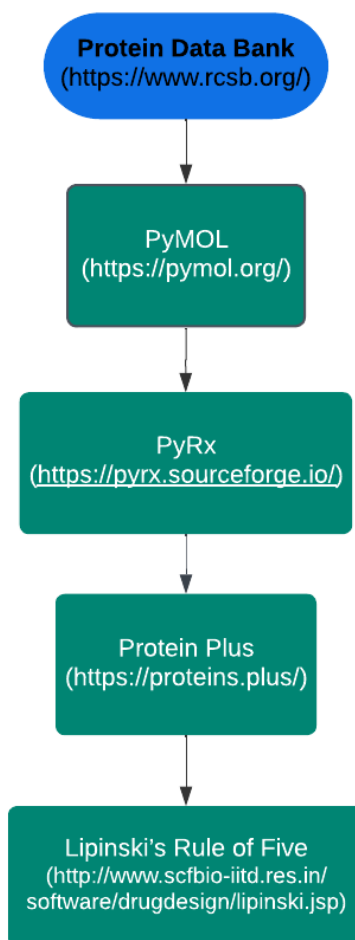 Protein Data Bank
(https://www.rcsb.org/)
PyMOL
(https://pymol.org/)
PyRx
(https://pyrx.sourceforge.io/)
Protein Plus
(https://proteins.plus/)
Lipinski’s Rule of Five
(http://www.scfbio-iitd.res.in/
software/drugdesign/lipinski.jsp)